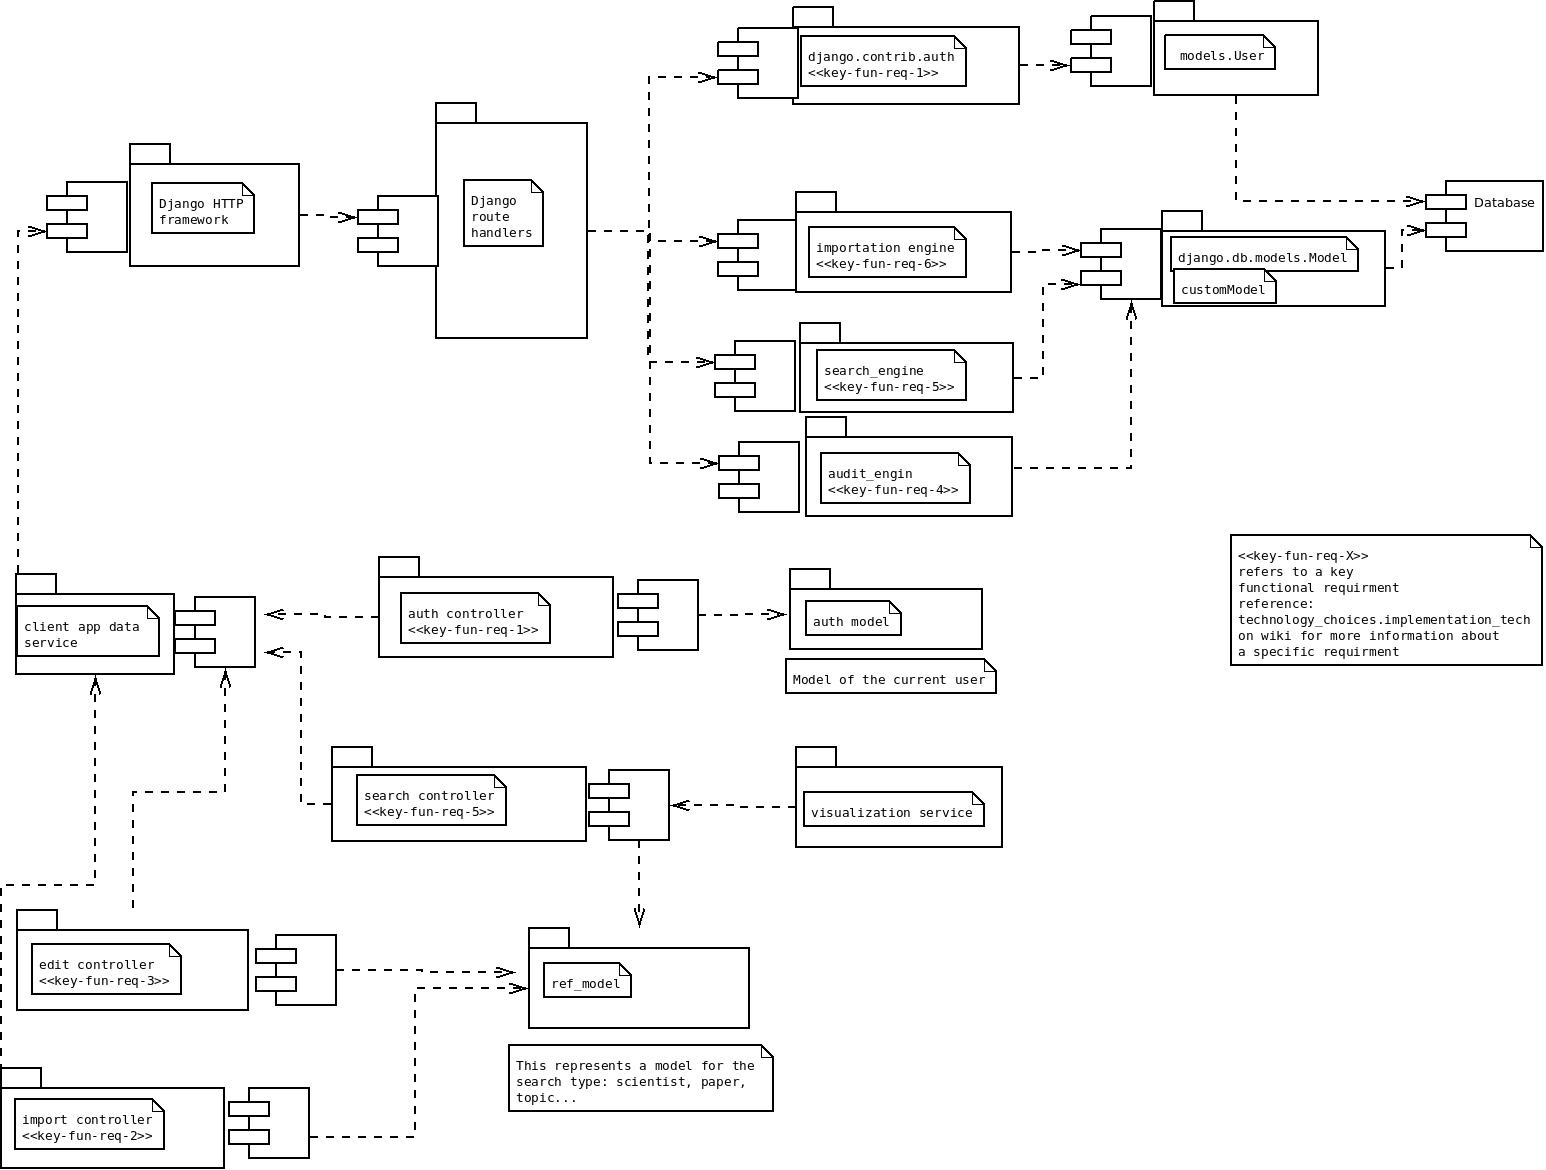 django.contrib.auth
<<key-fun-req-1>>
models.User
Django HTTP
framework
Django
route
handlers
Database
importation engine
<<key-fun-req-6>>
django.db.models.Model
customModel
search_engine
<<key-fun-req-5>>
audit_engin
<<key-fun-req-4>>
<<key-fun-req-X>>
refers to a key
functional requirment
reference:
technology_choices.implementation_tech
on wiki for more information about
a specific requirment
client app data
service
auth controller
<<key-fun-req-1>>
auth model
Model of the current user
search controller
<<key-fun-req-5>>
visualization service
edit controller
<<key-fun-req-3>>
ref_model
This represents a model for the
search type: scientist, paper,
topic...
import controller
<<key-fun-req-2>>